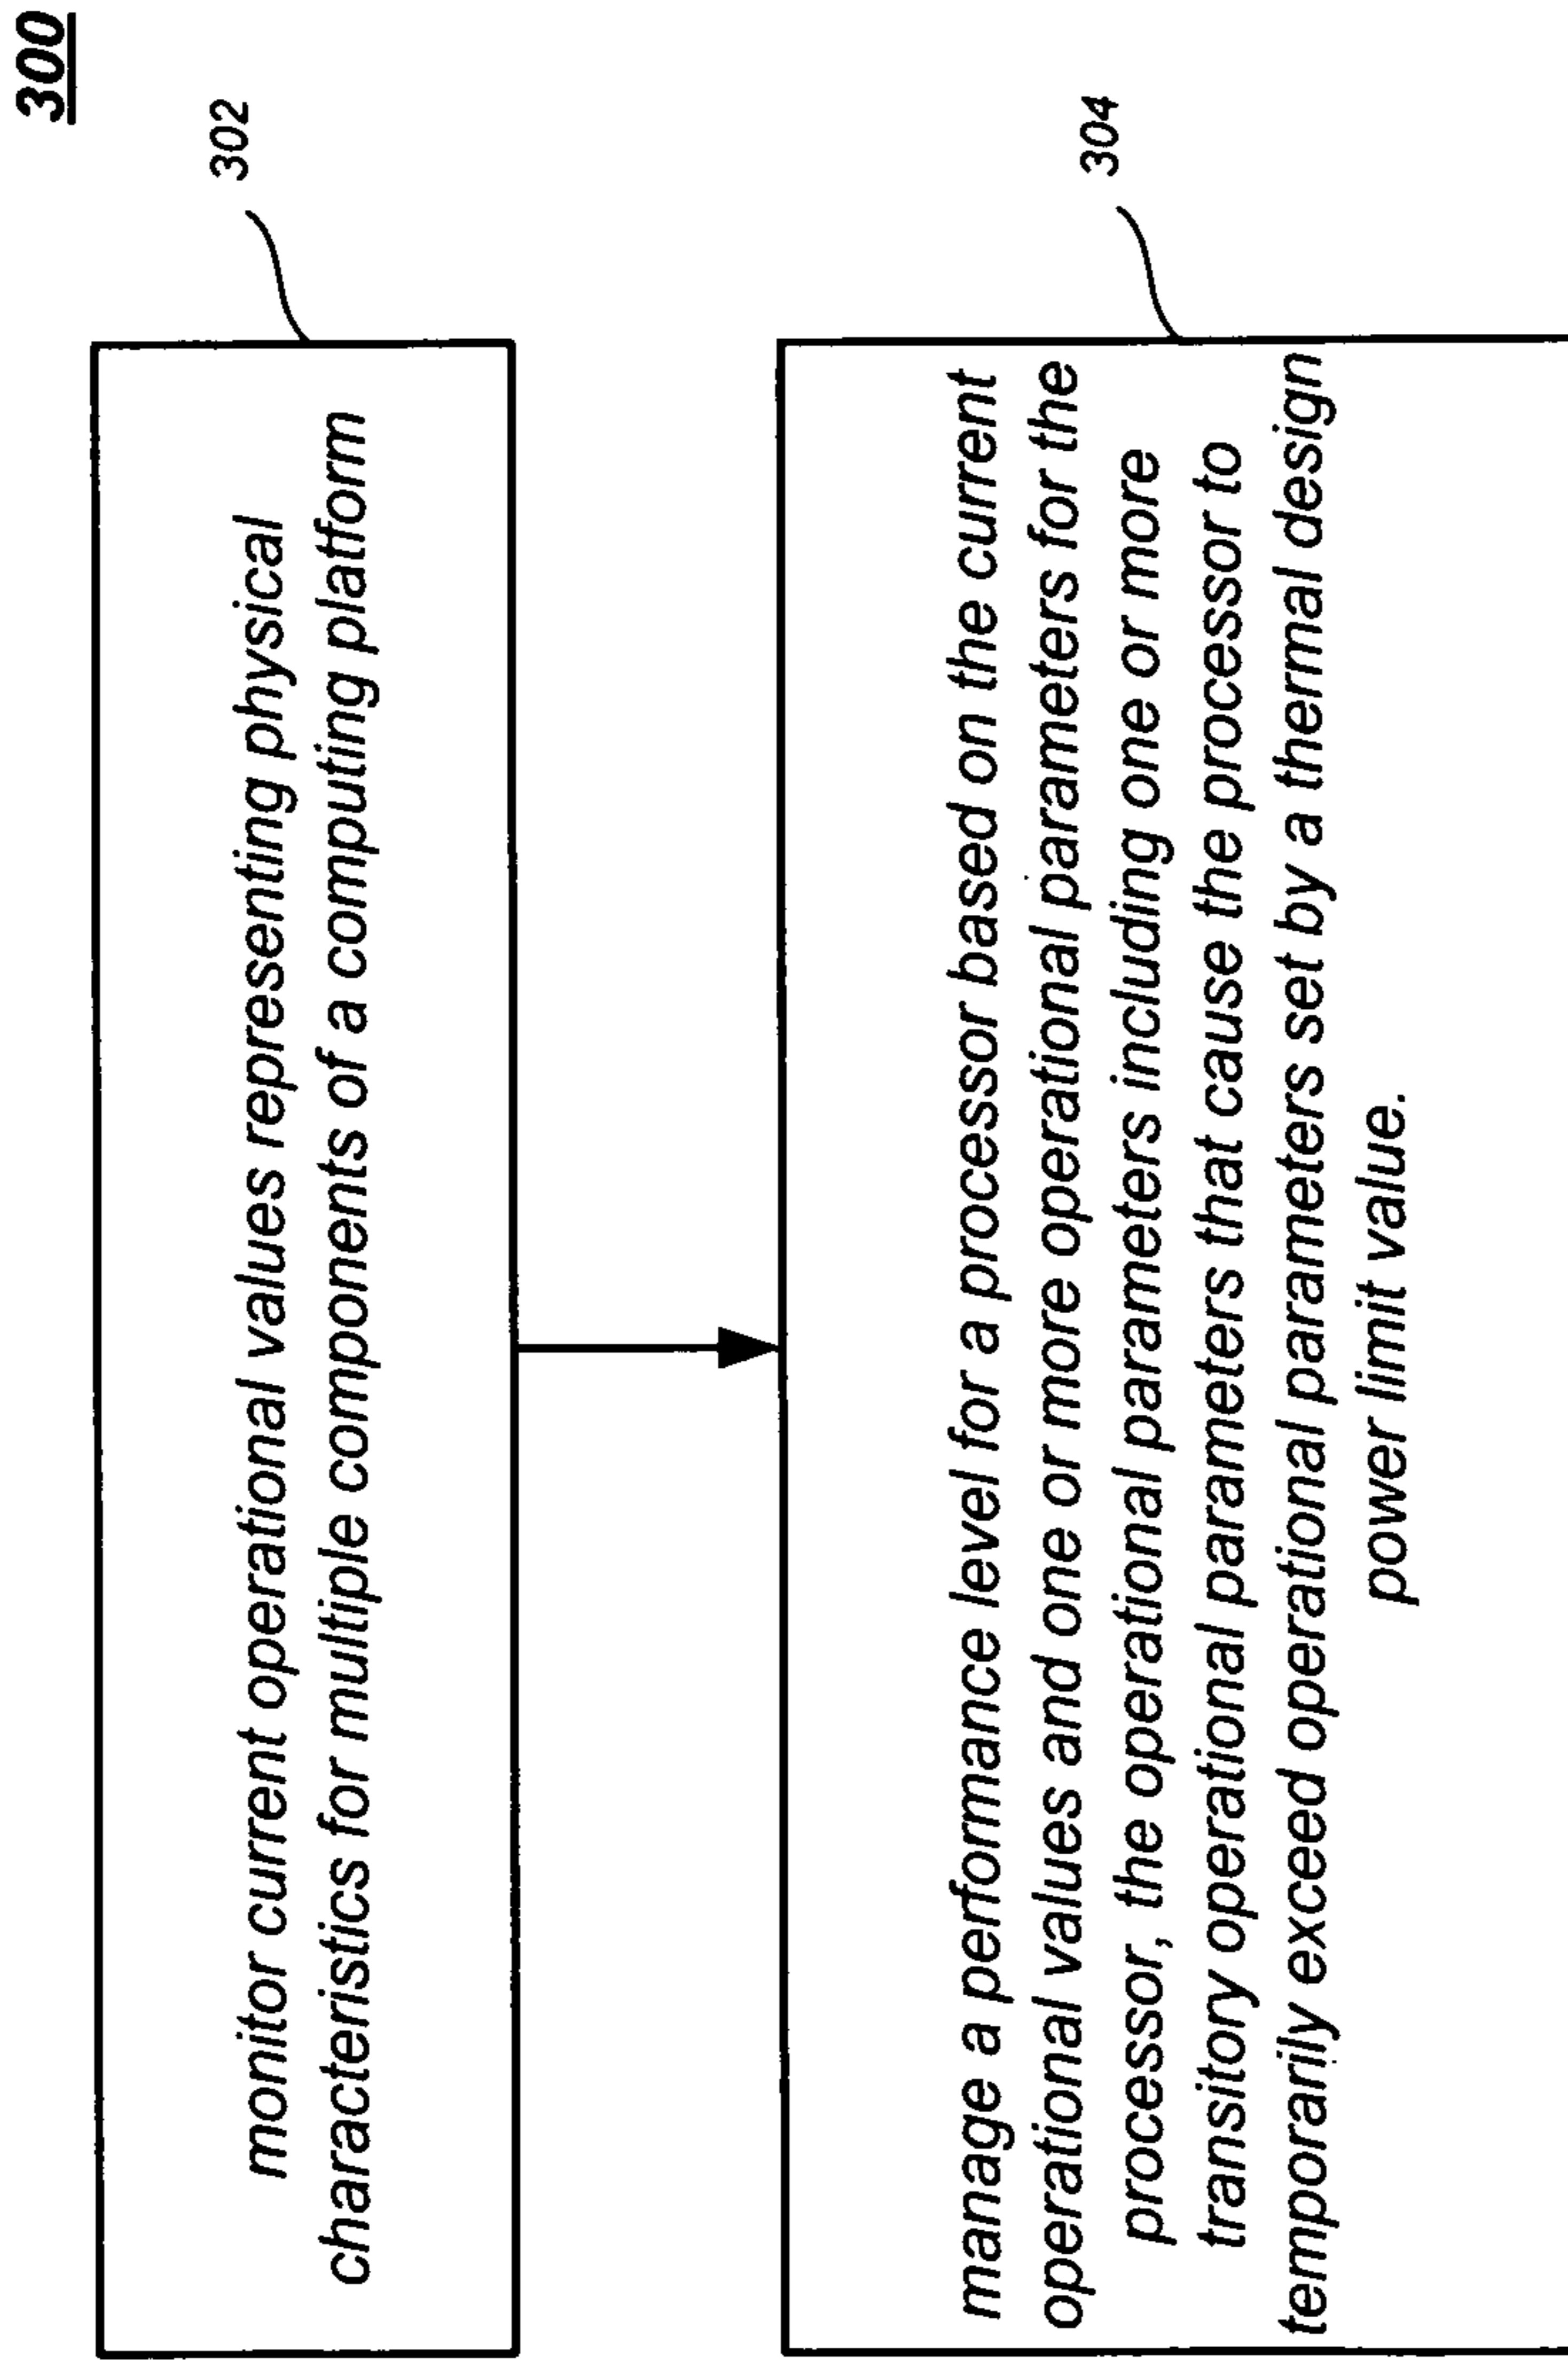 300
302
monitor current operational values representing physical
characteristics for multiple components of a computing platform
304
manage a performance level for a processor based on the current
operational values and one or more operational parameters for the
processor, the operational parameters including one or more
transitory operational parameters that cause the processor to
temporarily exceed operational parameters set by a thermal design
power limit value.